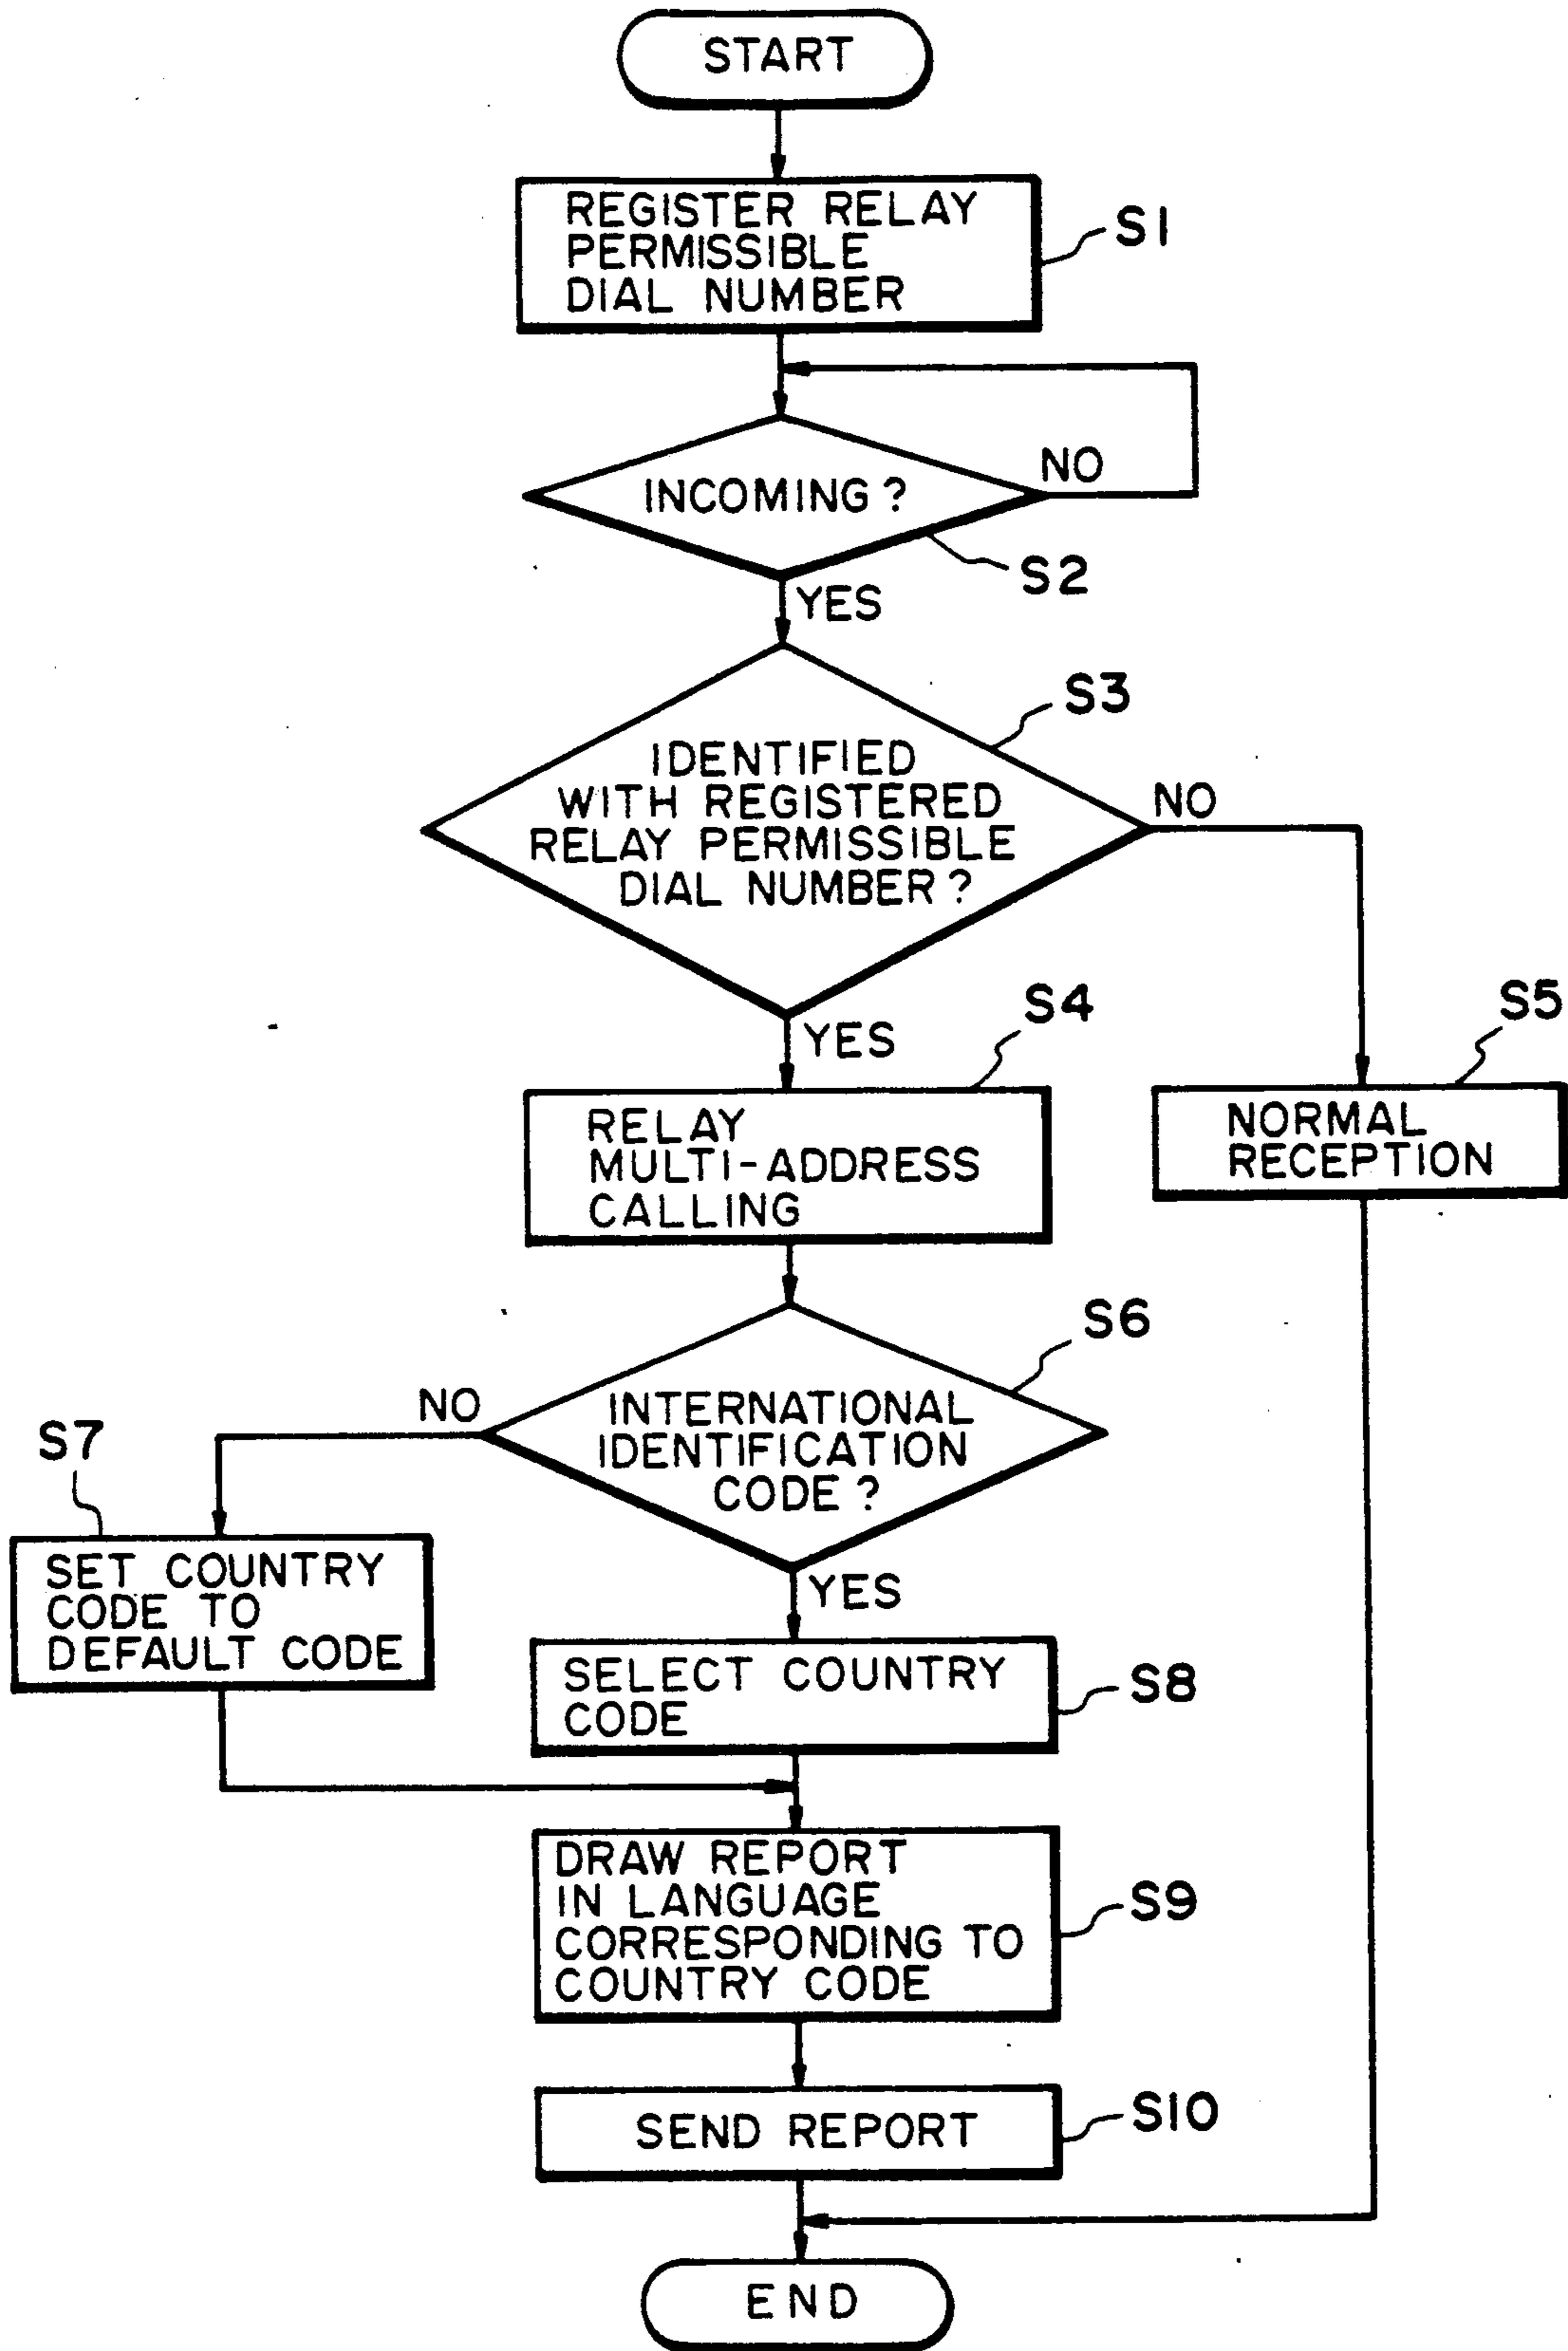 START
REGISTER RELAY
PERMISSIBLE
DIAL NUMBER
S1
INCOMING?
NO
S2
YES
IDENTIFIED
WITH REGISTERED
RELAY PERMISSIBLE
DIAL NUMBER?
S3
NO
YES
S4
RELAY
MULTI-ADDRESS
CALLING
S5
NORMAL
RECEPTION
S6
INTERNATIONAL
IDENTIFICATION
CODE?
NO
S7
SET COUNTRY
CODE TO
DEFAULT CODE
YES
SELECT COUNTRY
CODE
S8
DRAW REPORT
IN LANGUAGE
CORRESPONDING TO
COUNTRY CODE
S9
SEND REPORT
S10
END